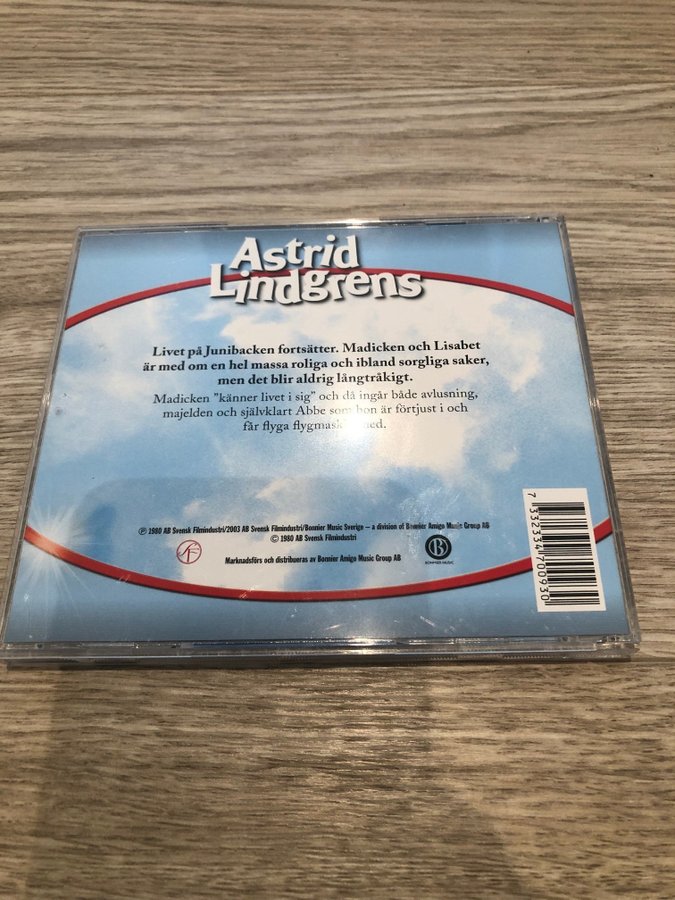 Astrid
Lindgrens
Livet på Junibacken fortsätter. Madicken och Lisabet
är med om en hel massa roliga och ibland sorgliga saker,
men det blir aldrig långtråkigt.
Madicken "känner livet i sig" och då ingår både avlusning,
majelden och självklart Abbe som hon är förtjust i och
får flyga med.
℗ 1980 AB Svensk Filmindustri/2003 AB Svensk Filmindustri/Bonnier Music Sverige – a division of Bonnier Amigo Music Group AB
© 1980 AB Svensk Filmindustri
SF
Marknadsförs och distribueras av Bonnier Amigo Music Group AB
B
BONNIER MUSIC
7 332334 700930